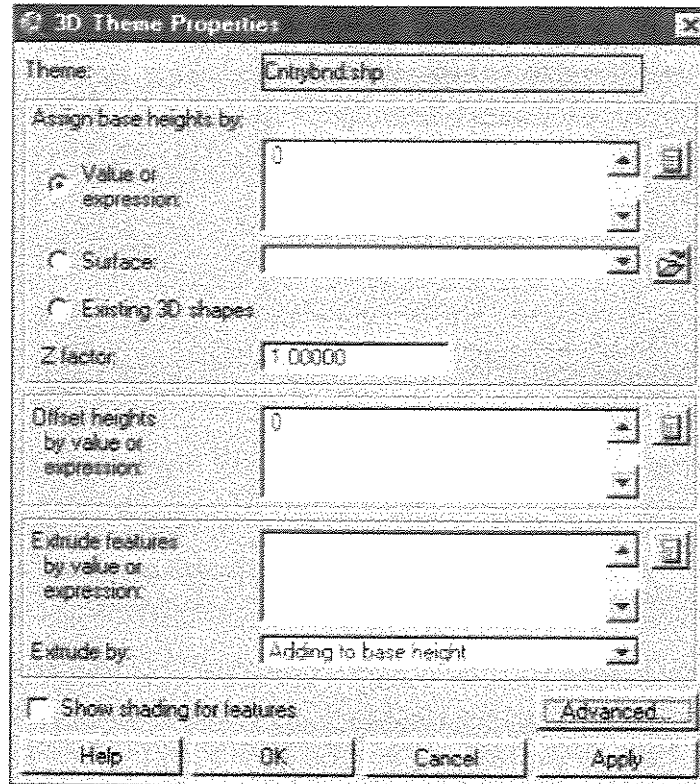 3D Theme Properties
Theme:
Cntrybnd.shp
Assign base heights by:
Value or
expression:
0
Surface:
Existing 3D shapes
Z factor:
1.00000
Offset heights
by value or
expression:
0
Extrude features
by value or
expression:
Extrude by:
Adding to base height
Show shading for features
Advanced...
Help
OK
Cancel
Apply